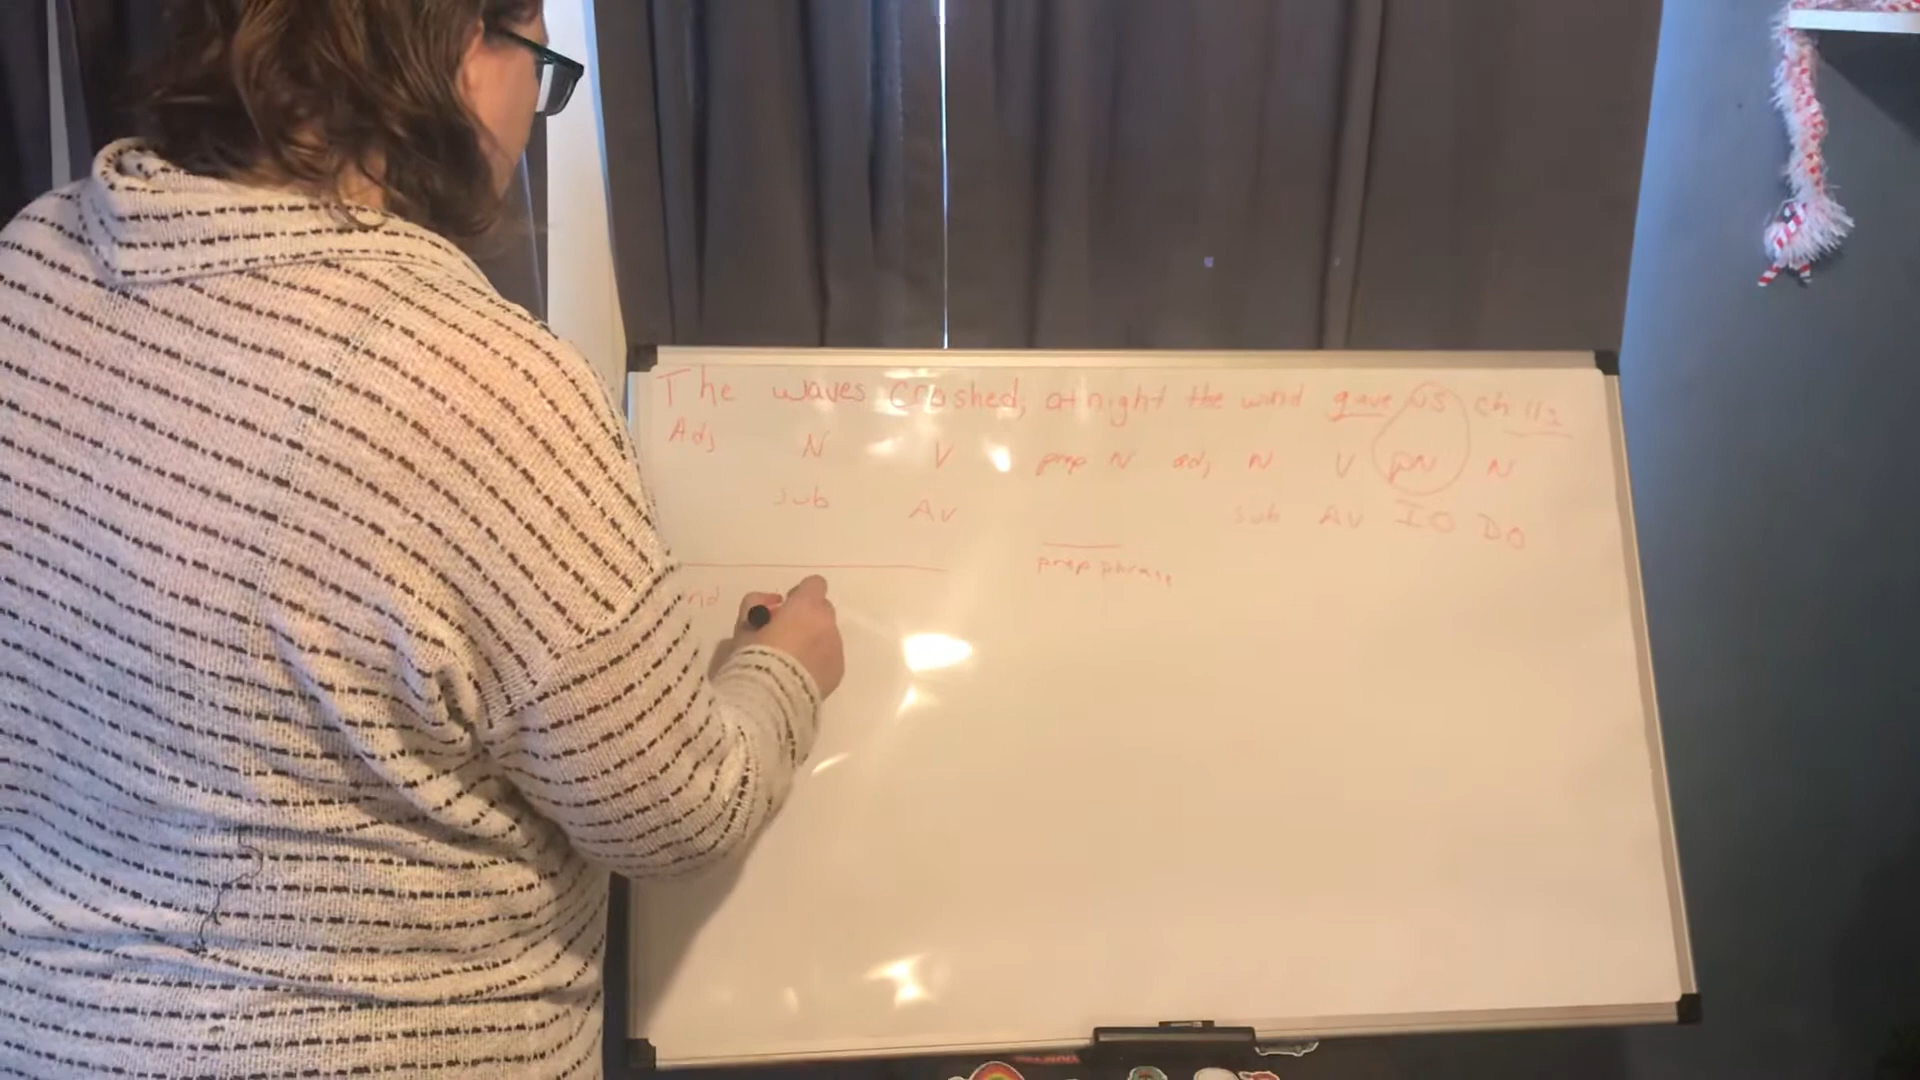 The waves crashed; at night the wind gave us chills
Adj N V prep N adj N V pN N
sub AV sub AV IO DO
prep phrase
ind